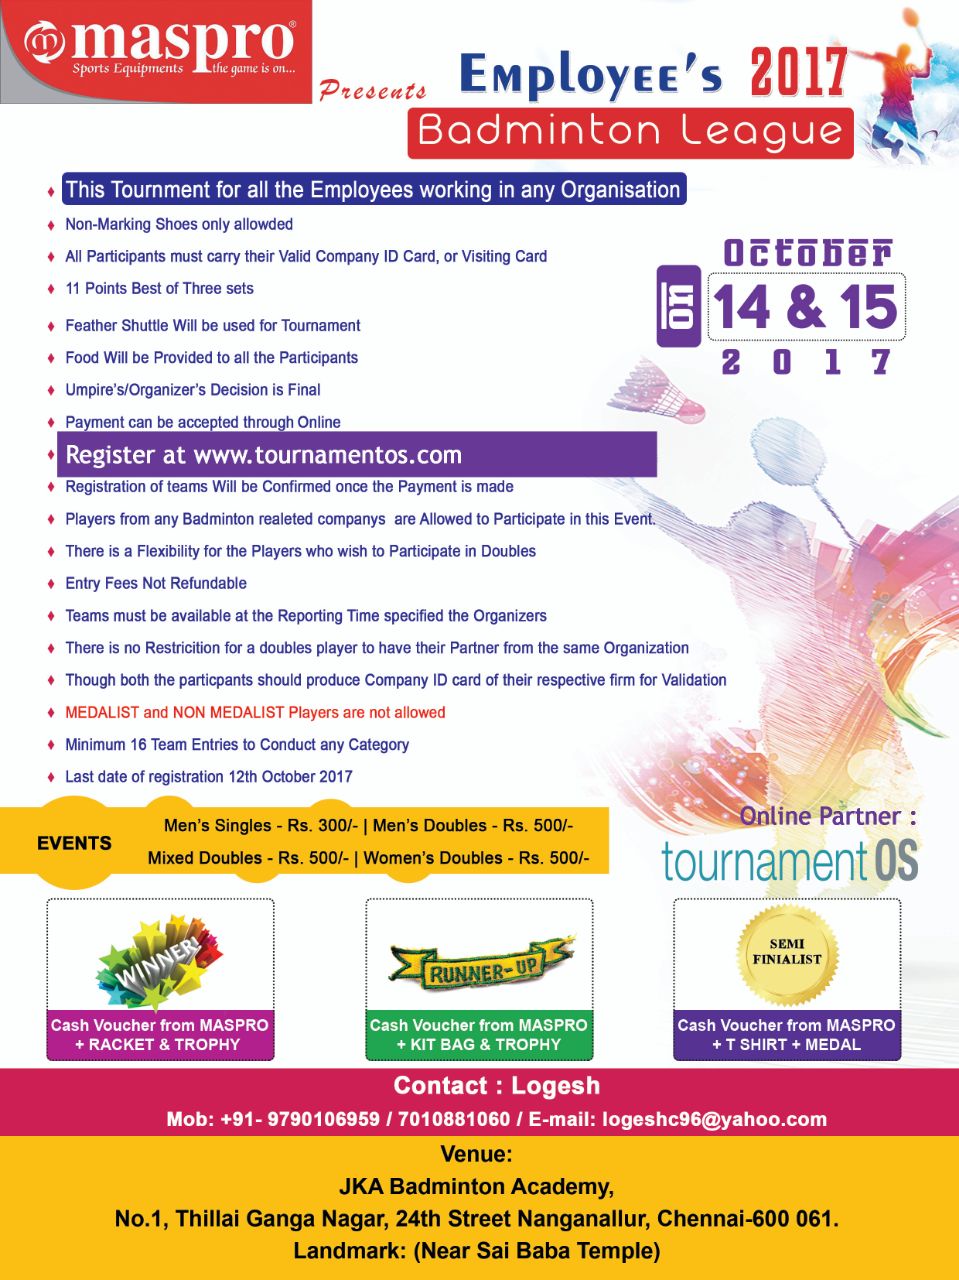 maspro®
Sports Equipments the game is on...
Presents
Employee's 2017
Badminton League
This Tournment for all the Employees working in any Organisation
Non-Marking Shoes only allowded
All Participants must carry their Valid Company ID Card, or Visiting Card
11 Points Best of Three sets
Feather Shuttle Will be used for Tournament
Food Will be Provided to all the Participants
Umpire's/Organizer's Decision is Final
Payment can be accepted through Online
Register at www.tournamentos.com
Registration of teams Will be Confirmed once the Payment is made
Players from any Badminton realeted companys are Allowed to Participate in this Event.
There is a Flexibility for the Players who wish to Participate in Doubles
Entry Fees Not Refundable
Teams must be available at the Reporting Time specified the Organizers
There is no Restricition for a doubles player to have their Partner from the same Organization
Though both the particpants should produce Company ID card of their respective firm for Validation
MEDALIST and NON MEDALIST Players are not allowed
Minimum 16 Team Entries to Conduct any Category
Last date of registration 12th October 2017
October
on
14 & 15
2017
EVENTS
Men's Singles - Rs. 300/- | Men's Doubles - Rs. 500/-
Mixed Doubles - Rs. 500/- | Women's Doubles - Rs. 500/-
Online Partner :
tournament OS
WINNER!
Cash Voucher from MASPRO
+ RACKET & TROPHY
RUNNER-UP
Cash Voucher from MASPRO
+ KIT BAG & TROPHY
SEMI
FINIALIST
Cash Voucher from MASPRO
+ T SHIRT + MEDAL
Contact : Logesh
Mob: +91- 9790106959 / 7010881060 / E-mail: logeshc96@yahoo.com
Venue:
JKA Badminton Academy,
No.1, Thillai Ganga Nagar, 24th Street Nanganallur, Chennai-600 061.
Landmark: (Near Sai Baba Temple)